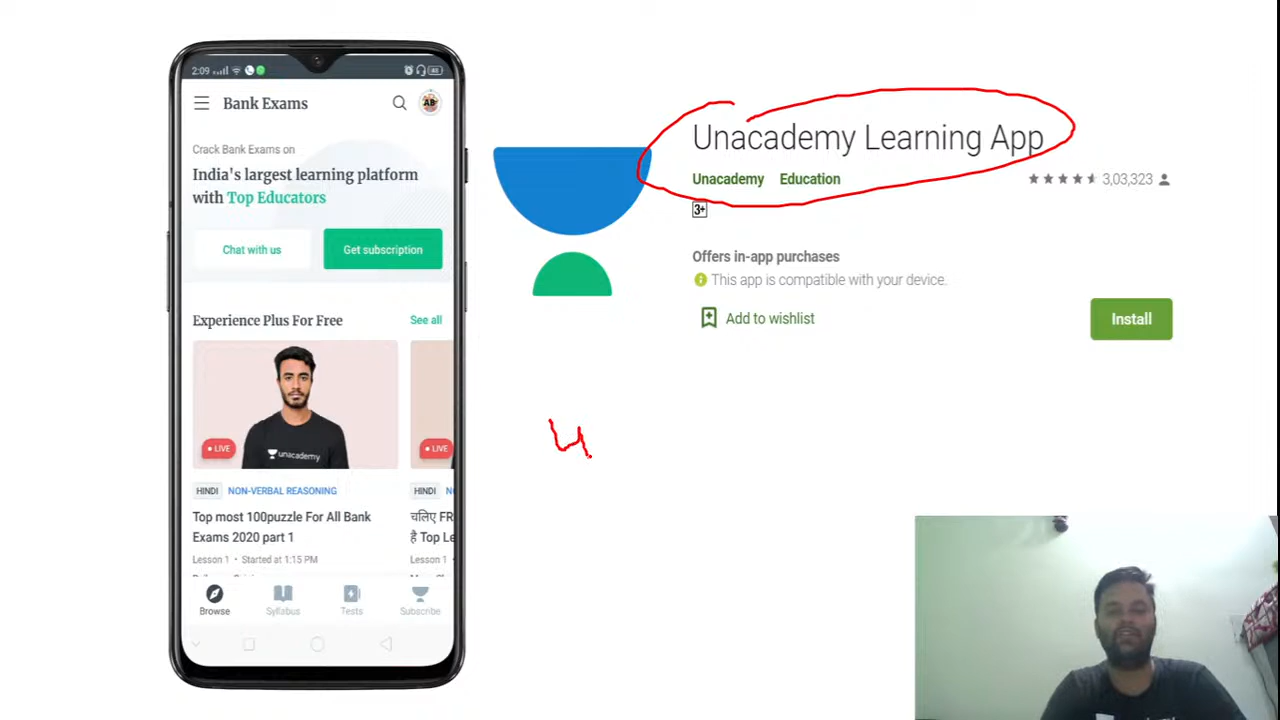 2:09
Bank Exams
AB
Crack Bank Exams on
India's largest learning platform
with Top Educators
Chat with us
Get subscription
Experience Plus For Free
See all
LIVE
unacademy
LIVE
HINDI NON-VERBAL REASONING
Top most 100puzzle For All Bank
Exams 2020 part 1
Lesson 1 • Started at 1:15 PM
HINDI
चलिए FR
है Top Le
Lesson 1 •
Browse
Syllabus
Tests
Subscribe
Unacademy Learning App
Unacademy Education
3,03,323
3+
Offers in-app purchases
This app is compatible with your device.
Add to wishlist
Install